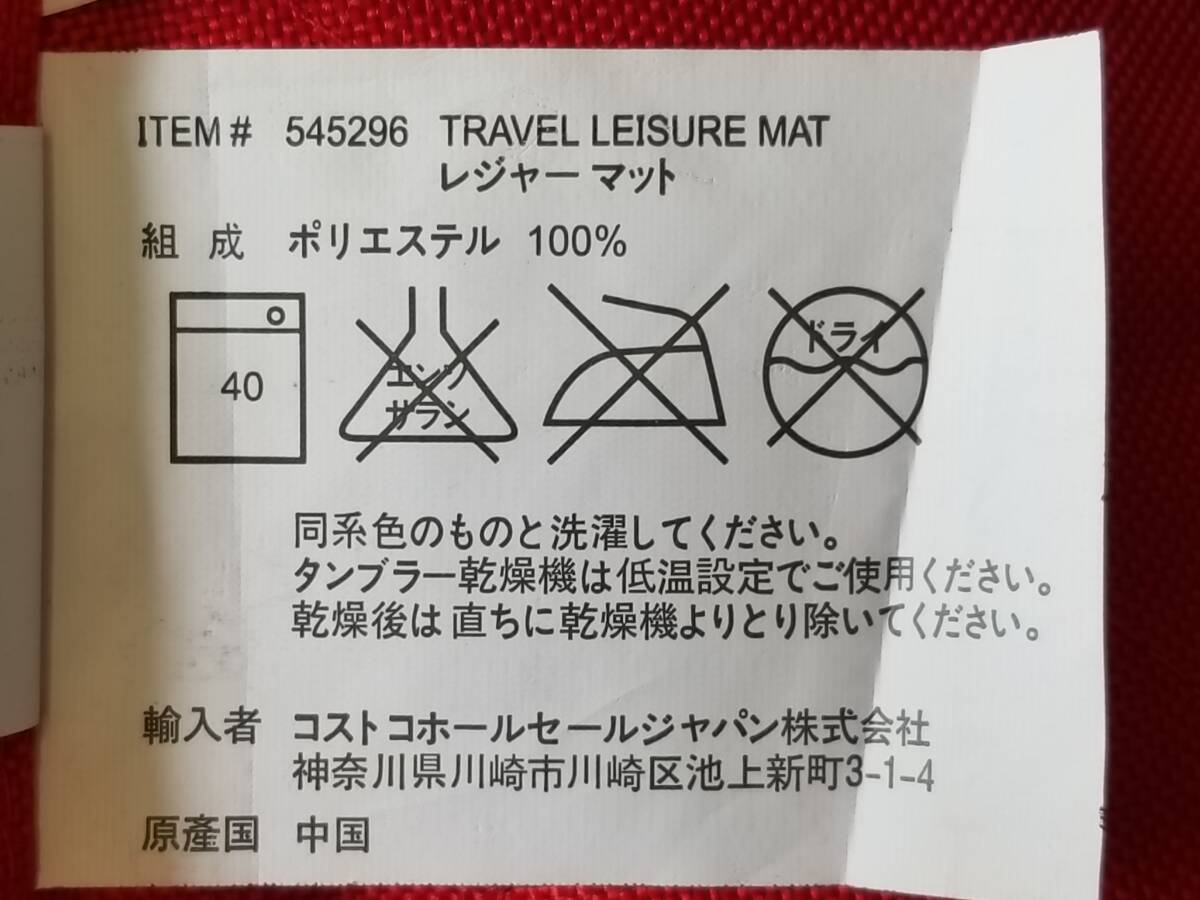 ITEM # 545296 TRAVEL LEISURE MAT
レジャー マット
組 成 ポリエステル 100%
40
エンソ
サラシ
ドライ
同系色のものと洗濯してください。
タンブラー乾燥機は低温設定でご使用ください。
乾燥後は直ちに乾燥機よりとり除いてください。
輸入者 コストコホールセールジャパン株式会社
神奈川県川崎市川崎区池上新町3-1-4
原産国 中国